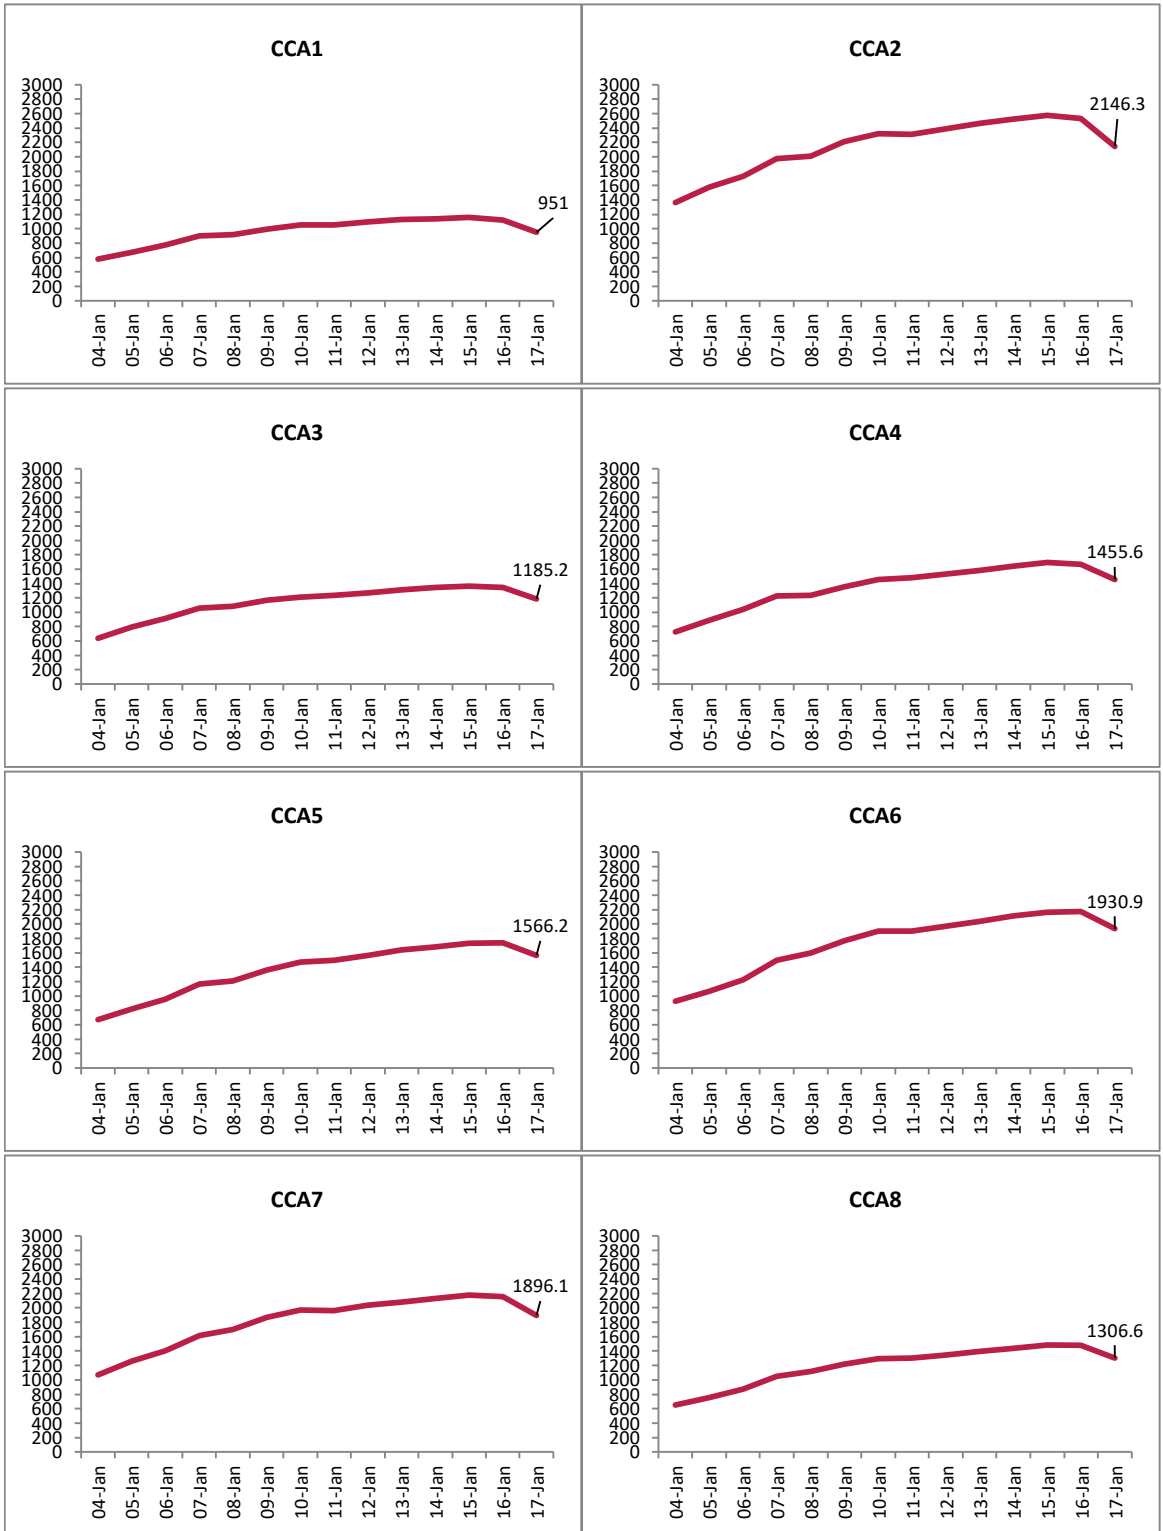 CCA1
3000
2800
2600
2400
2200
2000
1800
1600
1400
1200
1000
800
600
400
200
0
951
04-Jan
05-Jan
06-Jan
07-Jan
08-Jan
09-Jan
10-Jan
11-Jan
12-Jan
13-Jan
14-Jan
15-Jan
16-Jan
17-Jan
CCA2
3000
2800
2600
2400
2200
2000
1800
1600
1400
1200
1000
800
600
400
200
0
2146.3
04-Jan
05-Jan
06-Jan
07-Jan
08-Jan
09-Jan
10-Jan
11-Jan
12-Jan
13-Jan
14-Jan
15-Jan
16-Jan
17-Jan
CCA3
3000
2800
2600
2400
2200
2000
1800
1600
1400
1200
1000
800
600
400
200
0
1185.2
04-Jan
05-Jan
06-Jan
07-Jan
08-Jan
09-Jan
10-Jan
11-Jan
12-Jan
13-Jan
14-Jan
15-Jan
16-Jan
17-Jan
CCA4
3000
2800
2600
2400
2200
2000
1800
1600
1400
1200
1000
800
600
400
200
0
1455.6
04-Jan
05-Jan
06-Jan
07-Jan
08-Jan
09-Jan
10-Jan
11-Jan
12-Jan
13-Jan
14-Jan
15-Jan
16-Jan
17-Jan
CCA5
3000
2800
2600
2400
2200
2000
1800
1600
1400
1200
1000
800
600
400
200
0
1566.2
04-Jan
05-Jan
06-Jan
07-Jan
08-Jan
09-Jan
10-Jan
11-Jan
12-Jan
13-Jan
14-Jan
15-Jan
16-Jan
17-Jan
CCA6
3000
2800
2600
2400
2200
2000
1800
1600
1400
1200
1000
800
600
400
200
0
1930.9
04-Jan
05-Jan
06-Jan
07-Jan
08-Jan
09-Jan
10-Jan
11-Jan
12-Jan
13-Jan
14-Jan
15-Jan
16-Jan
17-Jan
CCA7
3000
2800
2600
2400
2200
2000
1800
1600
1400
1200
1000
800
600
400
200
0
1896.1
04-Jan
05-Jan
06-Jan
07-Jan
08-Jan
09-Jan
10-Jan
11-Jan
12-Jan
13-Jan
14-Jan
15-Jan
16-Jan
17-Jan
CCA8
3000
2800
2600
2400
2200
2000
1800
1600
1400
1200
1000
800
600
400
200
0
1306.6
04-Jan
05-Jan
06-Jan
07-Jan
08-Jan
09-Jan
10-Jan
11-Jan
12-Jan
13-Jan
14-Jan
15-Jan
16-Jan
17-Jan